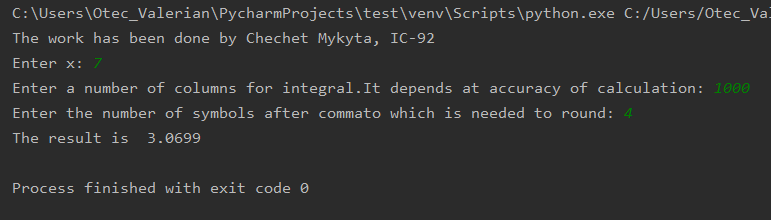 C:\Users\Otec_Valerian\PycharmProjects\test\venv\Scripts\python.exe C:/Users/Otec_Val
The work has been done by Chechet Mykyta, IC-92
Enter x: 7
Enter a number of columns for integral.It depends at accuracy of calculation: 1000
Enter the number of symbols after commato which is needed to round: 4
The result is  3.0699
Process finished with exit code 0